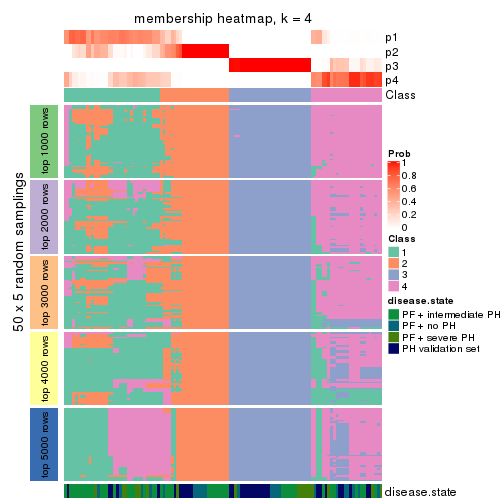 membership heatmap, k = 4
p1
p2
p3
p4
Class
50 x 5 random samplings
top 1000 rows
top 2000 rows
top 3000 rows
top 4000 rows
top 5000 rows
disease.state
Prob
1
0.8
0.6
0.4
0.2
0
Class
1
2
3
4
disease.state
PF+ intermediate PH
PF+ no PH
PF+ severe PH
PH validation set